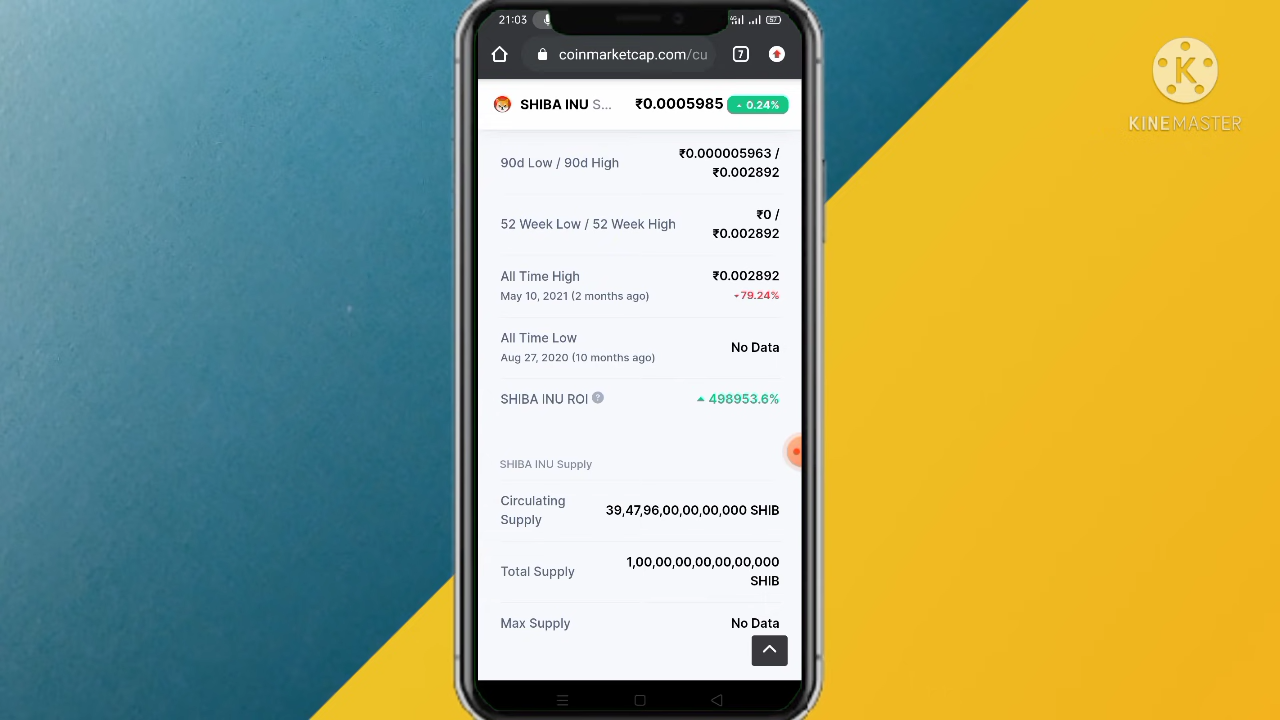 21:03
57
coinmarketcap.com/cu
7
SHIBA INU S... ₹0.0005985 0.24%
90d Low / 90d High
₹0.000005963 /
₹0.002892
52 Week Low / 52 Week High
₹0 /
₹0.002892
All Time High
₹0.002892
May 10, 2021 (2 months ago)
79.24%
All Time Low
Aug 27, 2020 (10 months ago)
No Data
SHIBA INU ROI ? 498953.6%
SHIBA INU Supply
Circulating
Supply
39,47,96,00,00,00,000 SHIB
Total Supply
1,00,00,00,00,00,00,000
SHIB
Max Supply
No Data
K
KINEMASTER